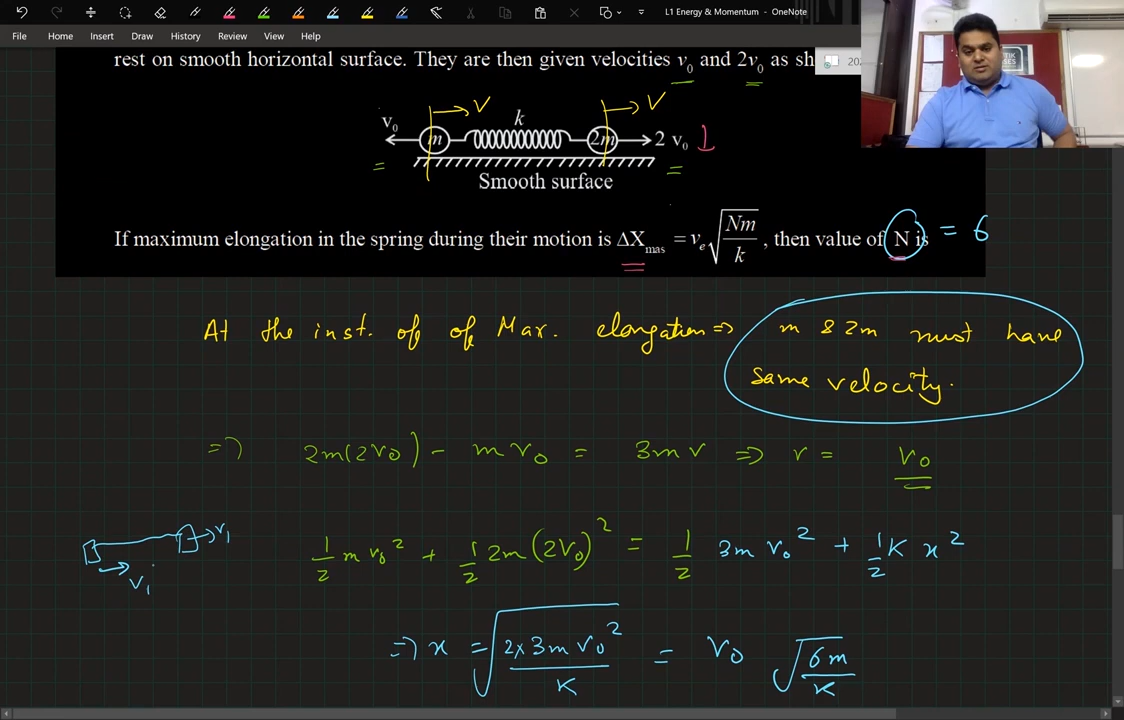 L1 Energy & Momentum - OneNote
File Home Insert Draw History Review View Help
rest on smooth horizontal surface. They are then given velocities v0 and 2v0 as sh
V V
v0 m k 2m 2 v0 1
= =
Smooth surface
If maximum elongation in the spring during their motion is ΔXmas = ve√(Nm/k), then value of N is = 6
At the inst. of of Max. elongation ⇒ m & 2m must have
same velocity.
⇒ 2m(2v0) - mv0 = 3mv ⇒ v = v0
v1
v1
1/2 m v0² + 1/2 2m(2v0)² = 1/2 3m v0² + 1/2 K x²
⇒ x = √(2×3m v0²/K) = v0 √(6m/K)